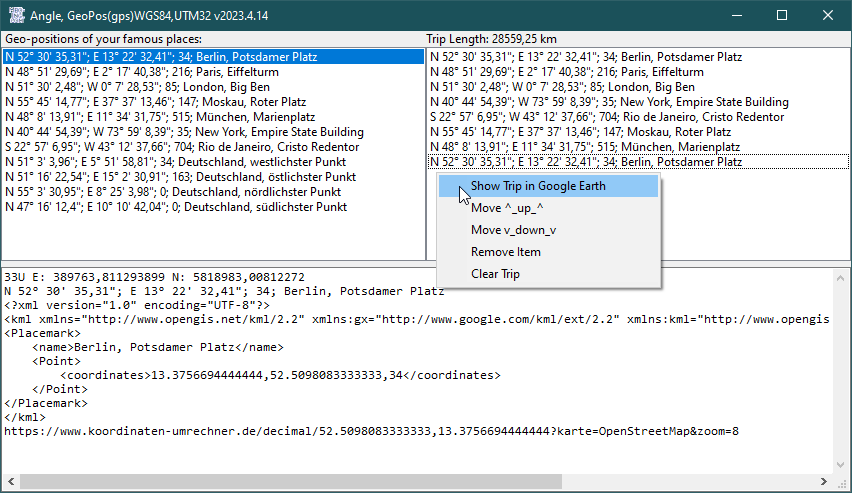 Angle, GeoPos(gps)WGS84,UTM32 v2023.4.14
Geo-positions of your famous places:
N 52° 30' 35,31"; E 13° 22' 32,41"; 34; Berlin, Potsdamer Platz
N 48° 51' 29,69"; E 2° 17' 40,38"; 216; Paris, Eiffelturm
N 51° 30' 2,48"; W 0° 7' 28,53"; 85; London, Big Ben
N 55° 45' 14,77"; E 37° 37' 13,46"; 147; Moskau, Roter Platz
N 48° 8' 13,91"; E 11° 34' 31,75"; 515; München, Marienplatz
N 40° 44' 54,39"; W 73° 59' 8,39"; 35; New York, Empire State Building
S 22° 57' 6,95"; W 43° 12' 37,66"; 704; Rio de Janeiro, Cristo Redentor
N 51° 3' 3,96"; E 5° 51' 58,81"; 34; Deutschland, westlichster Punkt
N 51° 16' 22,54"; E 15° 2' 30,91"; 163; Deutschland, östlichster Punkt
N 55° 3' 30,95"; E 8° 25' 3,98"; 0; Deutschland, nördlichster Punkt
N 47° 16' 12,4"; E 10° 10' 42,04"; 0; Deutschland, südlichster Punkt
Trip Length: 28559,25 km
N 52° 30' 35,31"; E 13° 22' 32,41"; 34; Berlin, Potsdamer Platz
N 48° 51' 29,69"; E 2° 17' 40,38"; 216; Paris, Eiffelturm
N 51° 30' 2,48"; W 0° 7' 28,53"; 85; London, Big Ben
N 40° 44' 54,39"; W 73° 59' 8,39"; 35; New York, Empire State Building
S 22° 57' 6,95"; W 43° 12' 37,66"; 704; Rio de Janeiro, Cristo Redentor
N 55° 45' 14,77"; E 37° 37' 13,46"; 147; Moskau, Roter Platz
N 48° 8' 13,91"; E 11° 34' 31,75"; 515; München, Marienplatz
N 52° 30' 35,31"; E 13° 22' 32,41"; 34; Berlin, Potsdamer Platz
Show Trip in Google Earth
Move ^_up_^
Move v_down_v
Remove Item
Clear Trip
33U E: 389763,811293899 N: 5818983,00812272
N 52° 30' 35,31"; E 13° 22' 32,41"; 34; Berlin, Potsdamer Platz
<?xml version="1.0" encoding="UTF-8"?>
<kml xmlns="http://www.opengis.net/kml/2.2" xmlns:gx="http://www.google.com/kml/ext/2.2" xmlns:kml="http://www.opengis
<Placemark>
<name>Berlin, Potsdamer Platz</name>
<Point>
<coordinates>13.3756694444444,52.5098083333333,34</coordinates>
</Point>
</Placemark>
</kml>
https://www.koordinaten-umrechner.de/decimal/52.5098083333333,13.3756694444444?karte=OpenStreetMap&zoom=8